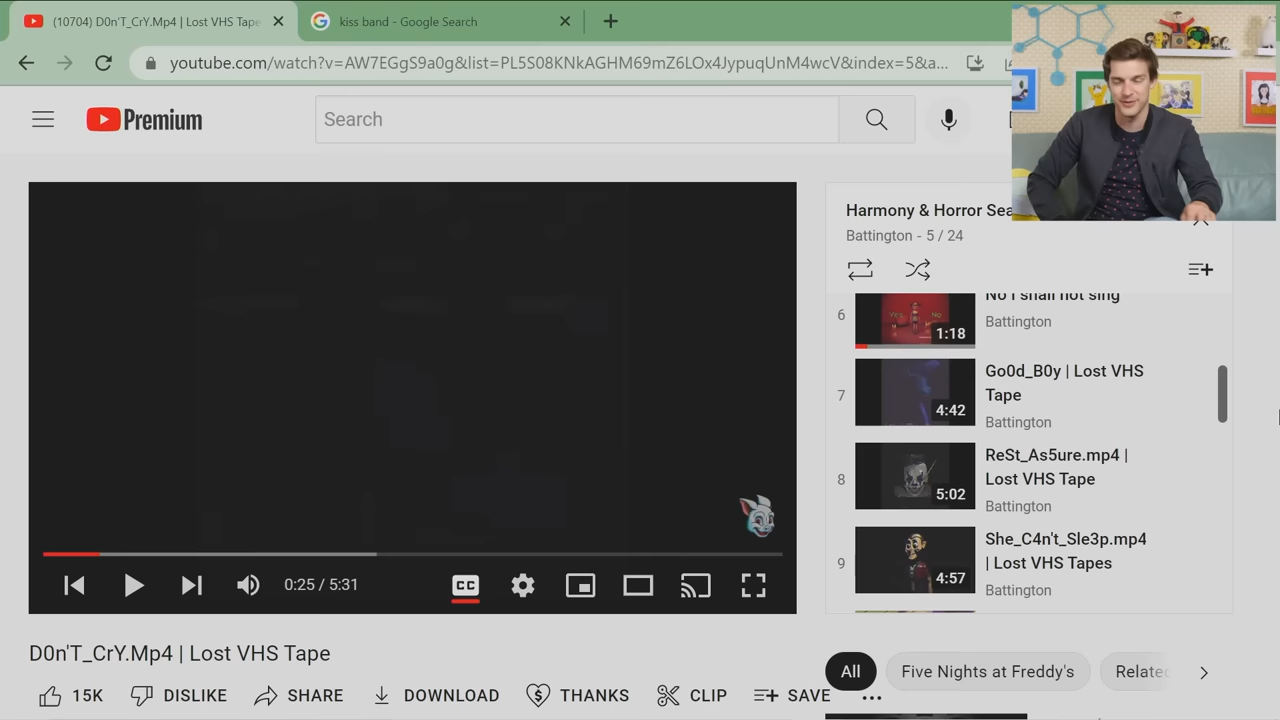 (10704) D0n'T_CrY.Mp4 | Lost VHS Tape
kiss band - Google Search
youtube.com/watch?v=AW7EGgS9a0g&list=PL5S08KNkAGHM69mZ6LOx4JypuqUnM4wcV&index=5&a...
Premium
Search
Harmony & Horror Sea
Battington - 5 / 24
6
No I shall not sing
Battington
Yes
No
1:18
7
Go0d_B0y | Lost VHS
Tape
Battington
4:42
8
ReSt_As5ure.mp4 |
Lost VHS Tape
Battington
5:02
9
She_C4n't_Sle3p.mp4
| Lost VHS Tapes
Battington
4:57
0:25 / 5:31
CC
D0n'T_CrY.Mp4 | Lost VHS Tape
15K
DISLIKE
SHARE
DOWNLOAD
THANKS
CLIP
SAVE
All
Five Nights at Freddy's
Relate